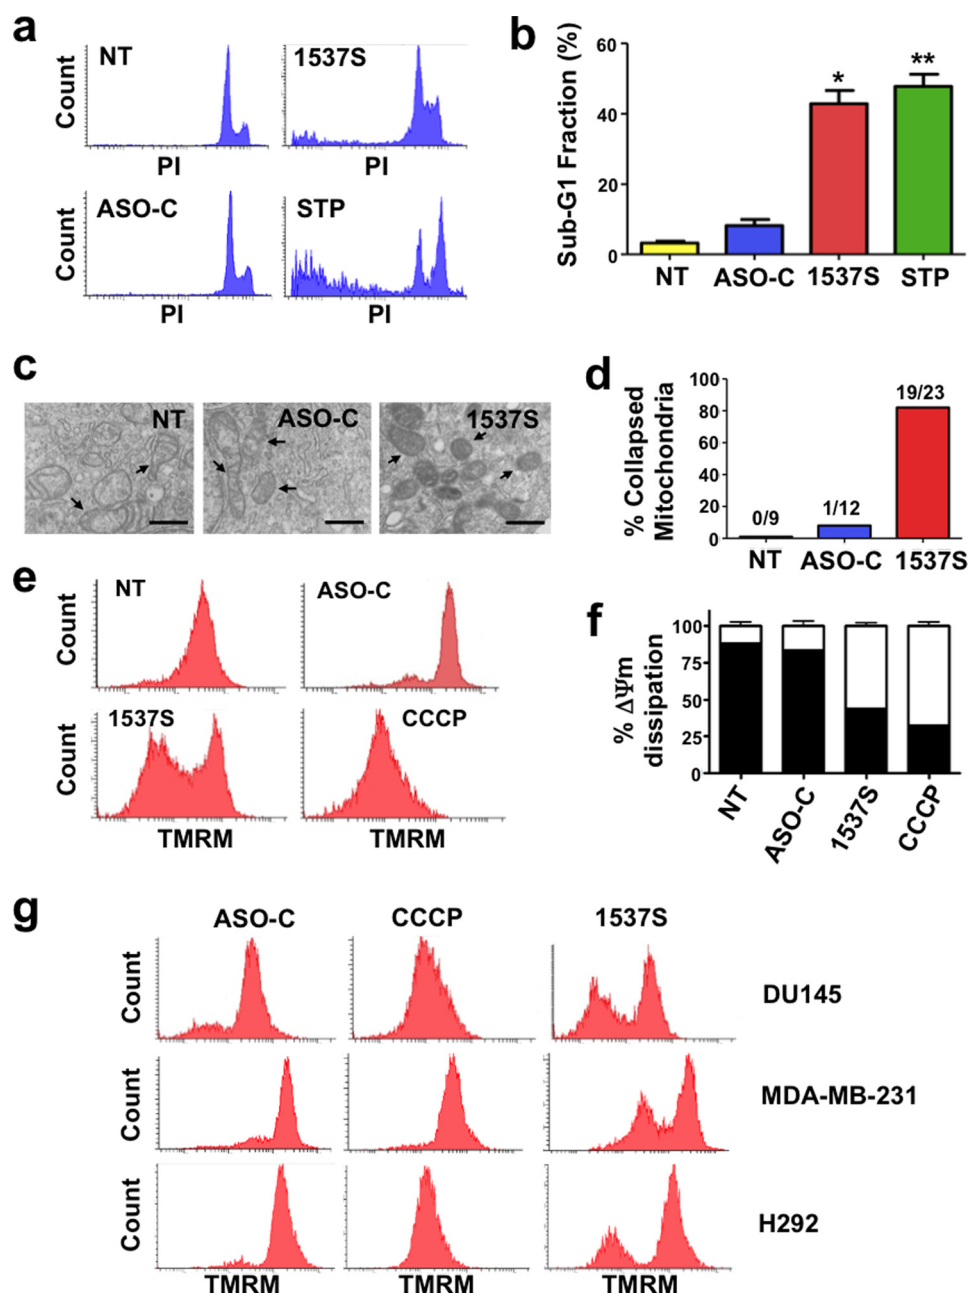 a
NT
1537S
Count
PI
PI
ASO-C
STP
Count
PI
PI
b
Sub-G1 Fraction (%)
60
40
20
0
*
**
NT
ASO-C
1537S
STP
c
NT
ASO-C
1537S
d
% Collapsed
Mitochondria
100
80
60
40
20
0
0/9
1/12
19/23
NT
ASO-C
1537S
e
NT
ASO-C
Count
1537S
CCCP
Count
TMRM
TMRM
f
% ΔΨm
dissipation
100
75
50
25
0
NT
ASO-C
1537S
CCCP
g
ASO-C
CCCP
1537S
Count
DU145
Count
MDA-MB-231
Count
H292
TMRM
TMRM
TMRM